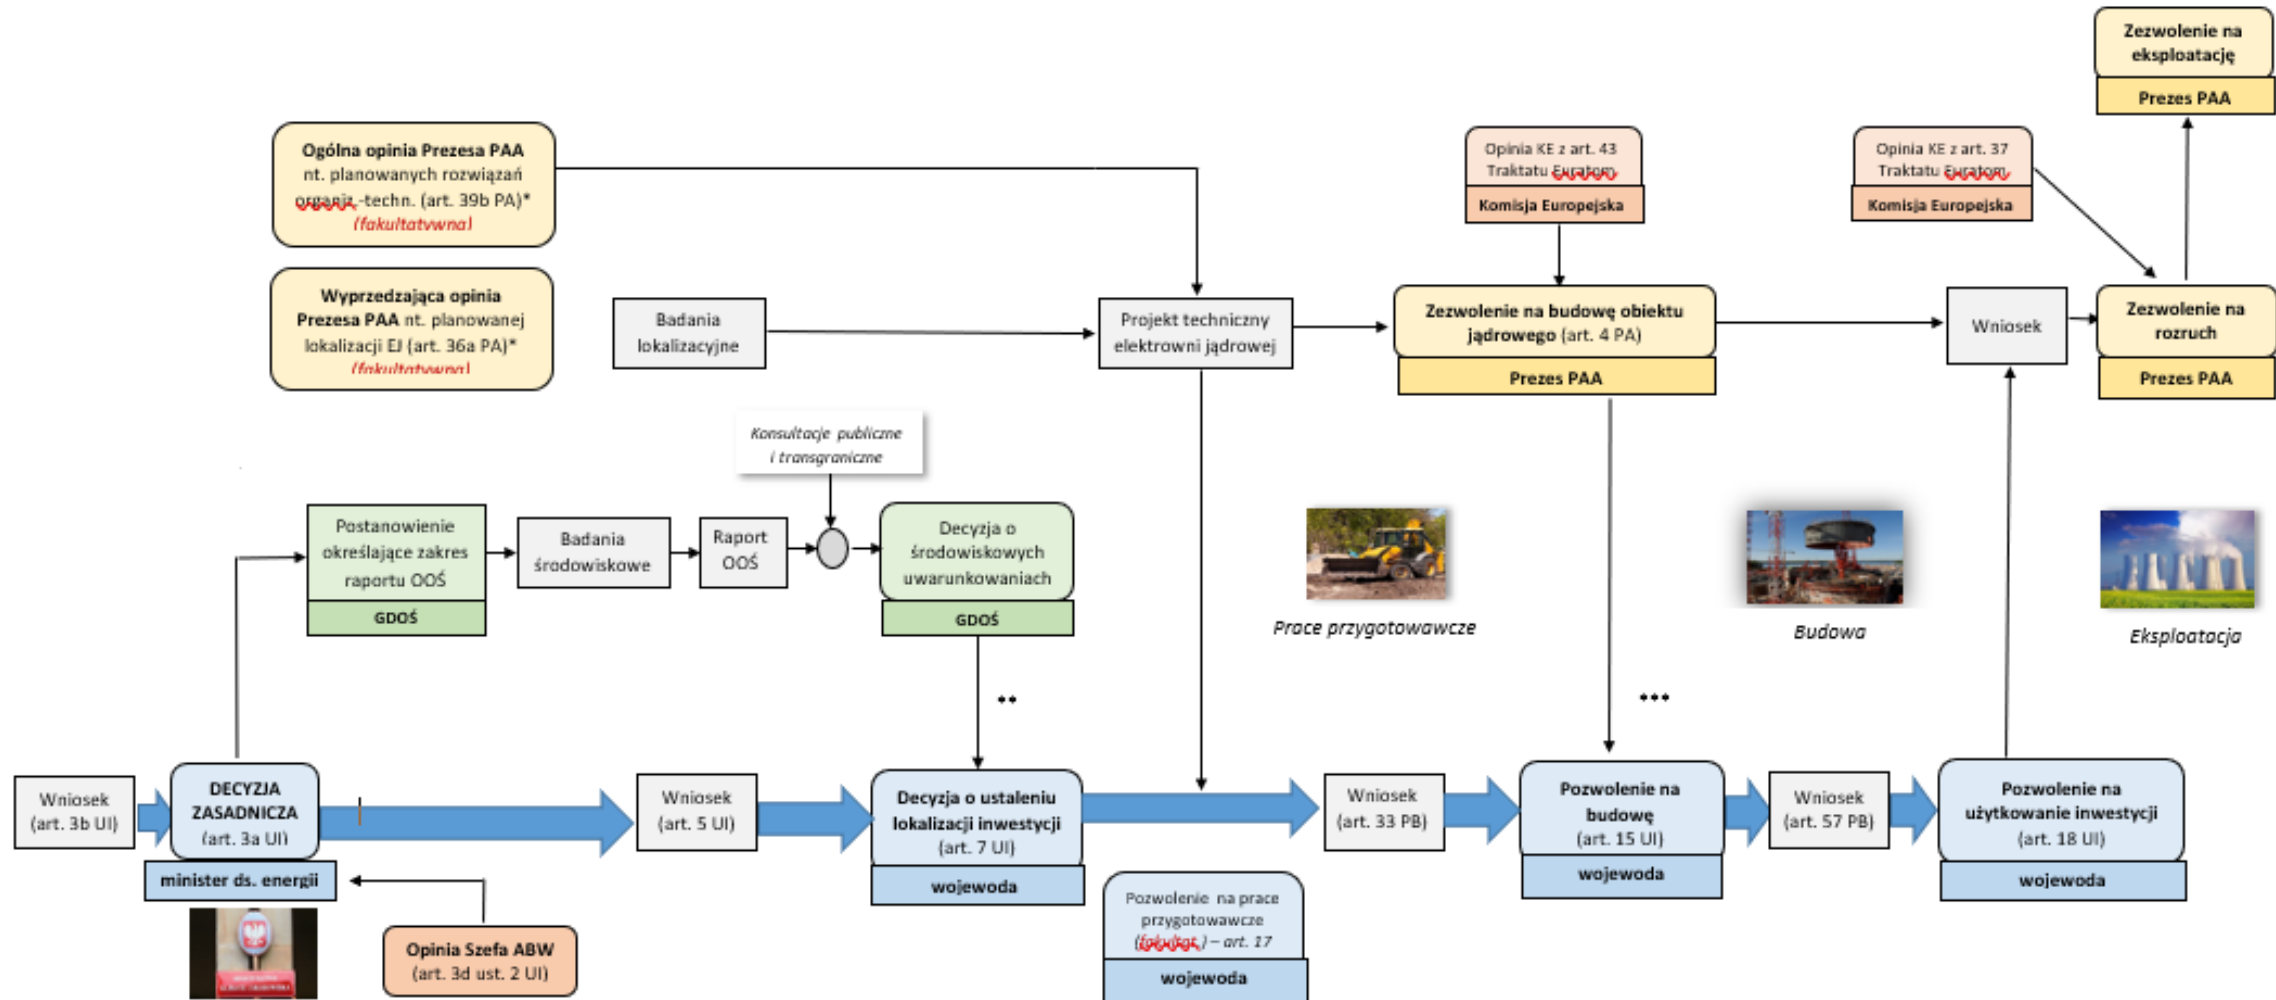 Zezwolenie na
eksploatację
Prezes PAA
Ogólna opinia Prezesa PAA
nt. planowanych rozwiązań
organiz.-techn. (art. 39b PA)*
(fakultatywna)
Opinia KE z art. 43
Traktatu Euratom
Komisja Europejska
Opinia KE z art. 37
Traktatu Euratom
Komisja Europejska
Wyprzedzająca opinia
Prezesa PAA nt. planowanej
lokalizacji EJ (art. 36a PA)*
(fakultatywna)
Badania
lokalizacyjne
Projekt techniczny
elektrowni jądrowej
Zezwolenie na budowę obiektu
jądrowego (art. 4 PA)
Prezes PAA
Wniosek
Zezwolenie na
rozruch
Prezes PAA
Konsultacje publiczne
i transgraniczne
Postanowienie
określające zakres
raportu OOŚ
GDOŚ
Badania
środowiskowe
Raport
OOŚ
Decyzja o
środowiskowych
uwarunkowaniach
GDOŚ
Prace przygotowawcze
Budowa
Eksploatacja
**
***
Wniosek
(art. 3b UI)
DECYZJA
ZASADNICZA
(art. 3a UI)
minister ds. energii
Wniosek
(art. 5 UI)
Decyzja o ustaleniu
lokalizacji inwestycji
(art. 7 UI)
wojewoda
Wniosek
(art. 33 PB)
Pozwolenie na
budowę
(art. 15 UI)
wojewoda
Wniosek
(art. 57 PB)
Pozwolenie na
użytkowanie inwestycji
(art. 18 UI)
wojewoda
Opinia Szefa ABW
(art. 3d ust. 2 UI)
Pozwolenie na prace
przygotowawcze
(fakultat.) – art. 17
wojewoda